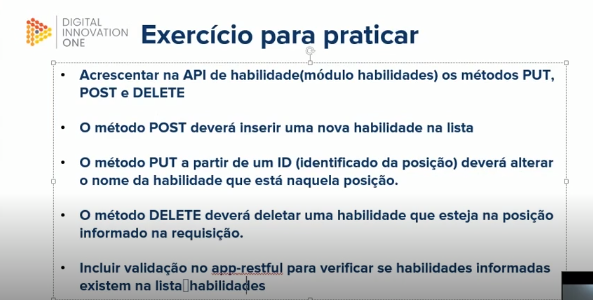 DIGITAL
INNOVATION
ONE
Exercício para praticar
• Acrescentar na API de habilidade(módulo habilidades) os métodos PUT,
POST e DELETE
• O método POST deverá inserir uma nova habilidade na lista
• O método PUT a partir de um ID (identificado da posição) deverá alterar
o nome da habilidade que está naquela posição.
• O método DELETE deverá deletar uma habilidade que esteja na posição
informado na requisição.
• Incluir validação no app-restful para verificar se habilidades informadas
existem na lista habilidades